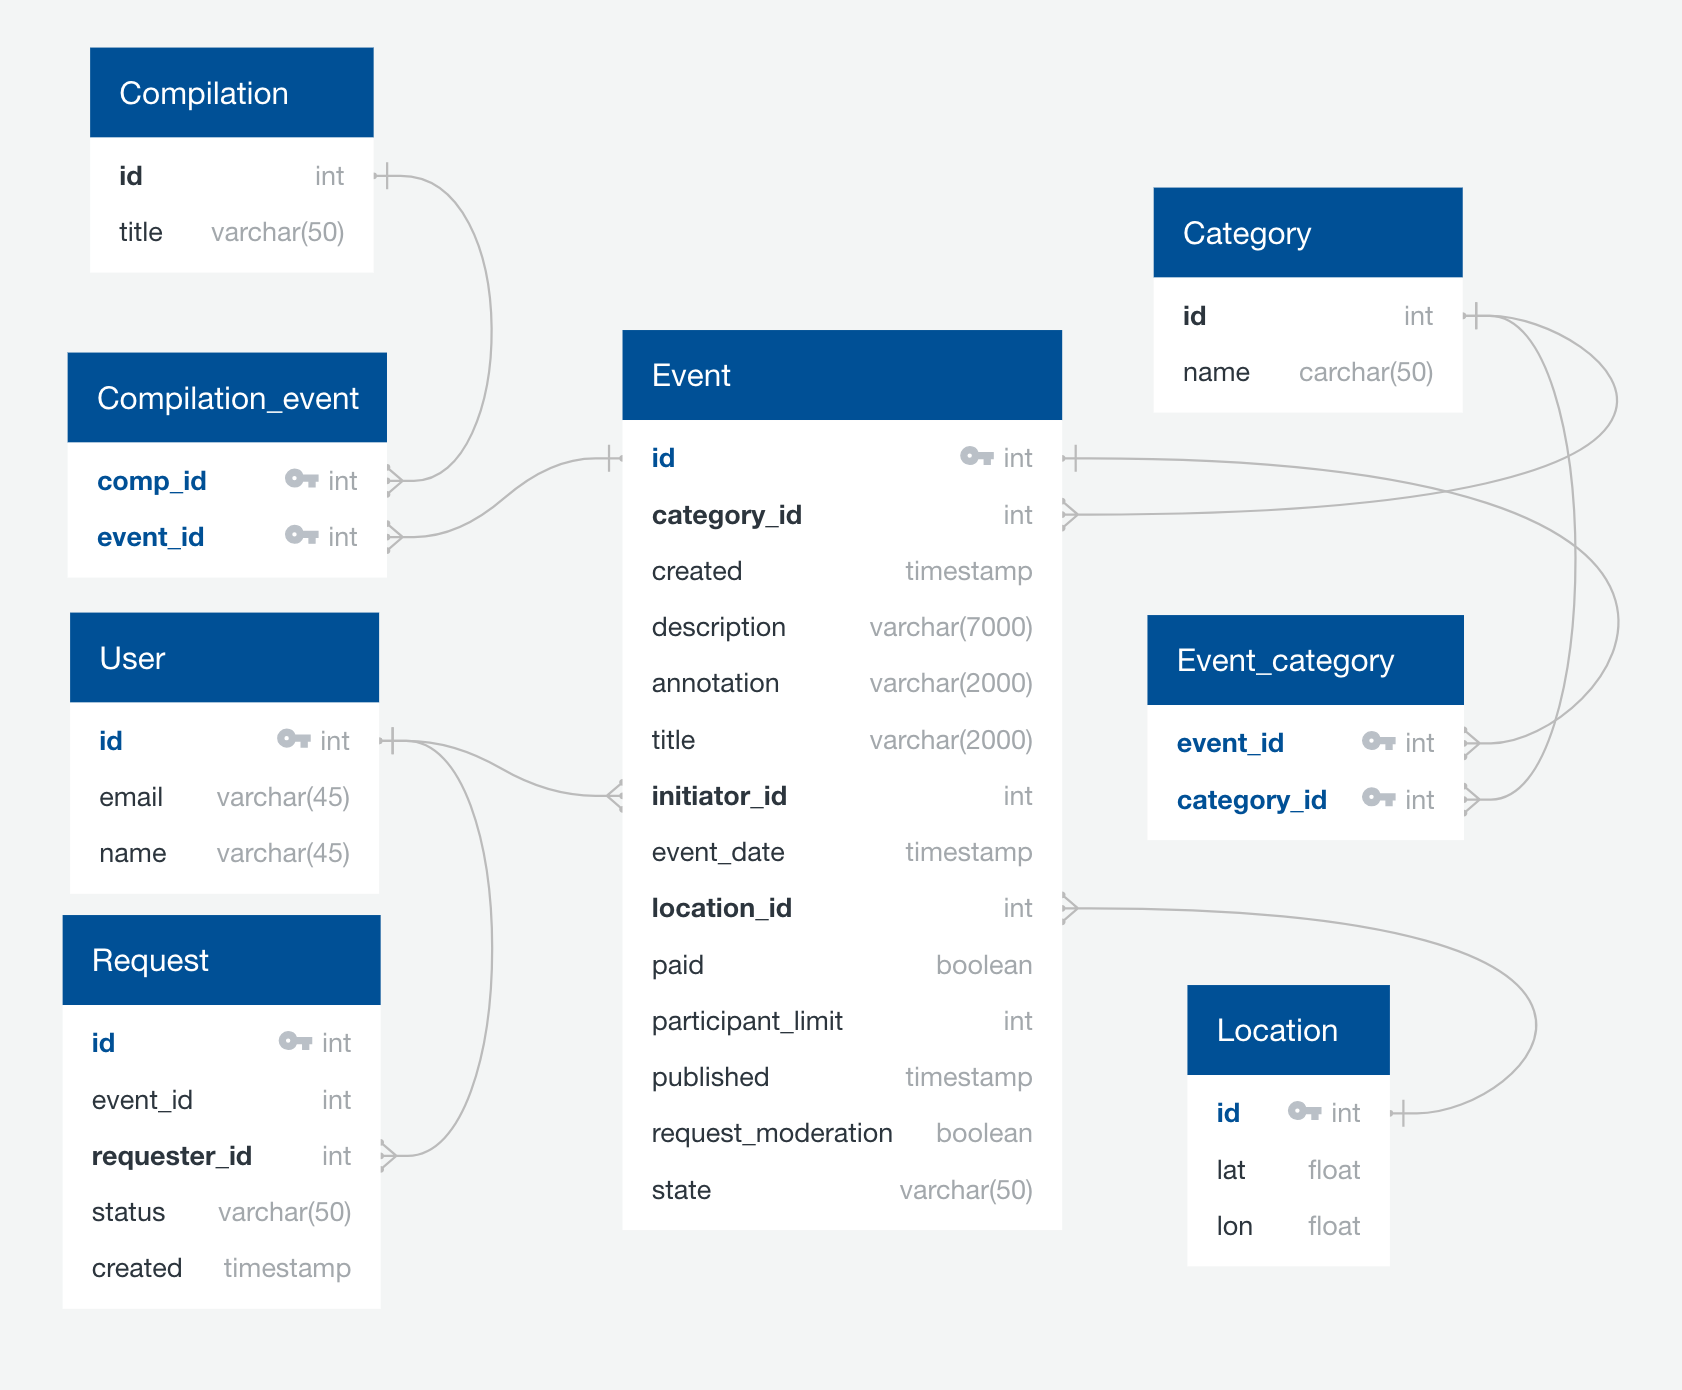 Compilation
id int
title varchar(50)
Compilation_event
comp_id int
event_id int
User
id int
email varchar(45)
name varchar(45)
Request
id int
event_id int
requester_id int
status varchar(50)
created timestamp
Event
id int
category_id int
created timestamp
description varchar(7000)
annotation varchar(2000)
title varchar(2000)
initiator_id int
event_date timestamp
location_id int
paid boolean
participant_limit int
published timestamp
request_moderation boolean
state varchar(50)
Category
id int
name carchar(50)
Event_category
event_id int
category_id int
Location
id int
lat float
lon float